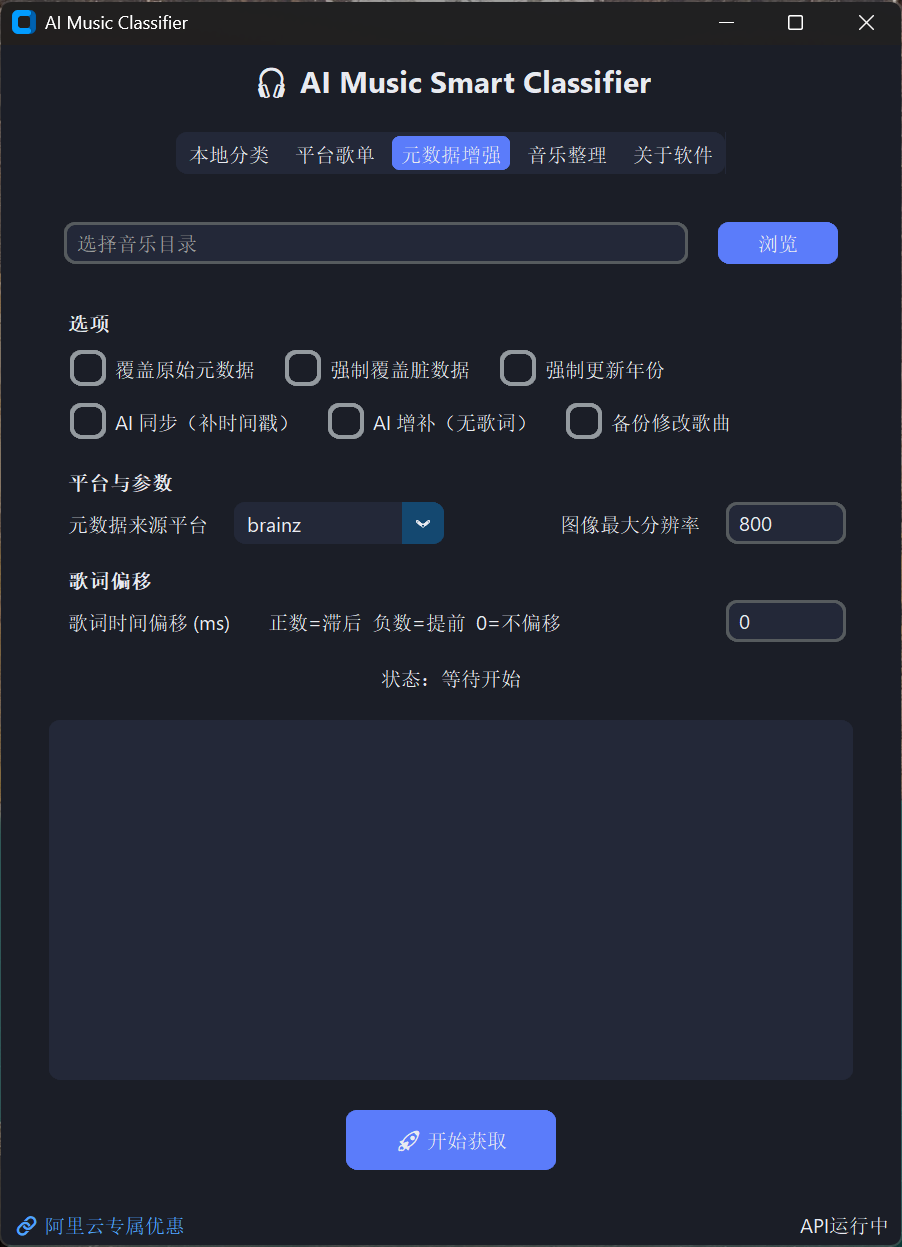 AI Music Classifier
AI Music Smart Classifier
本地分类 平台歌单 元数据增强 音乐整理 关于软件
选择音乐目录 浏览
选项
覆盖原始元数据 强制覆盖脏数据 强制更新年份
AI 同步（补时间戳） AI 增补（无歌词） 备份修改歌曲
平台与参数
元数据来源平台 brainz 图像最大分辨率 800
歌词偏移
歌词时间偏移 (ms) 正数=滞后 负数=提前 0=不偏移 0
状态：等待开始
开始获取
阿里云专属优惠 API运行中